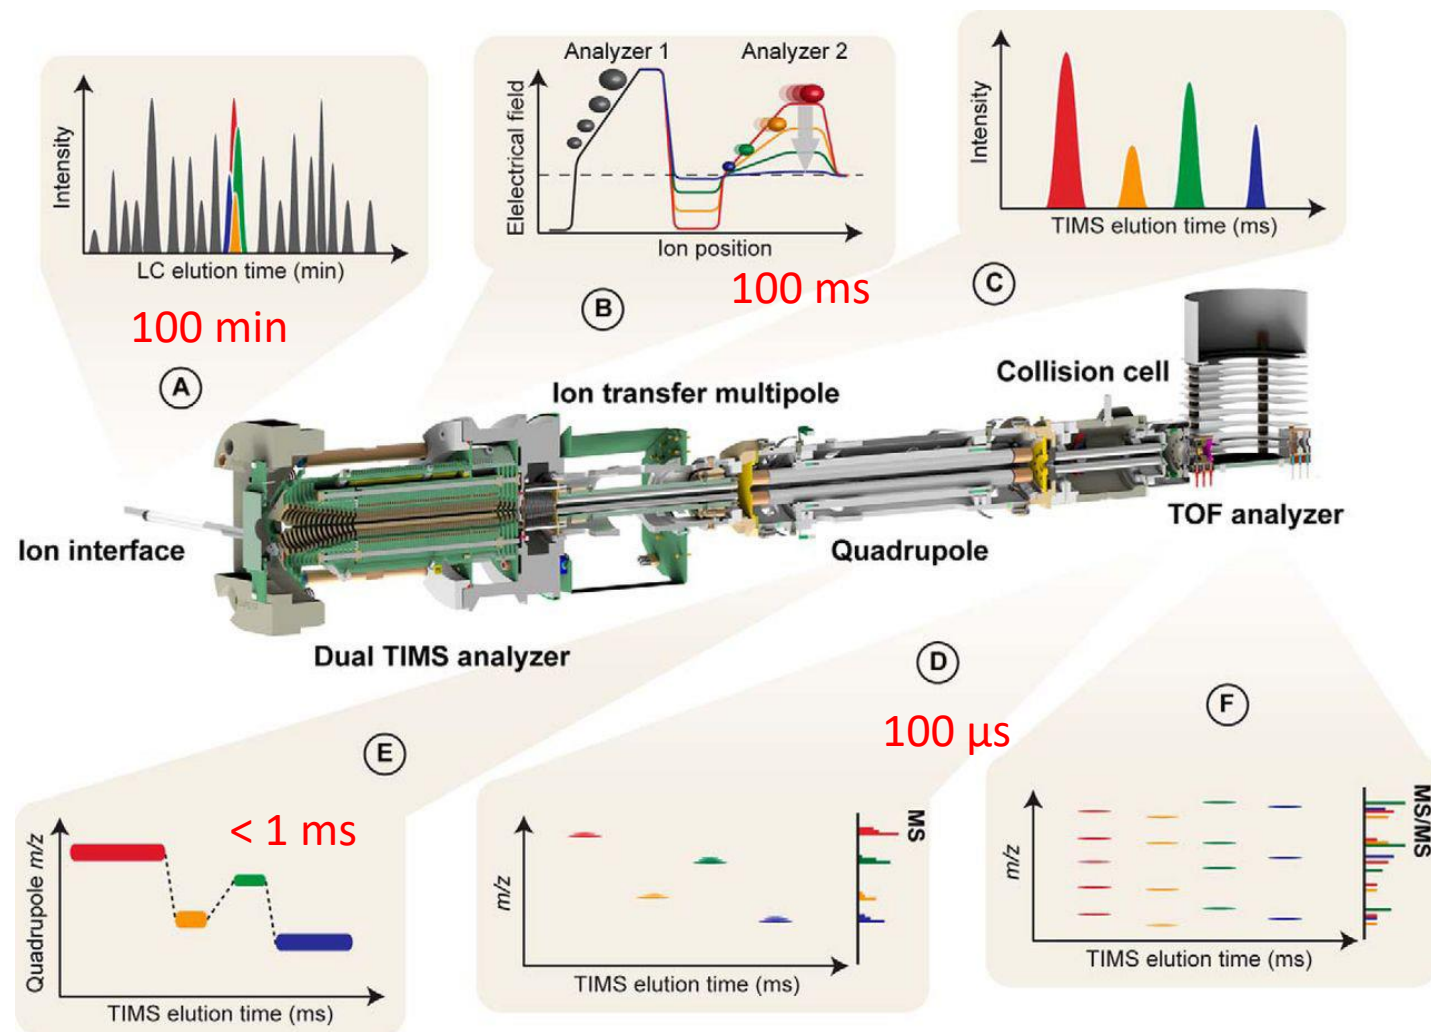 Intensity
LC elution time (min)
100 min
A
Analyzer 1
Analyzer 2
Elelectrical field
Ion position
B
100 ms
Intensity
TIMS elution time (ms)
C
Ion interface
Dual TIMS analyzer
Ion transfer multipole
Quadrupole
Collision cell
TOF analyzer
D
100 µs
m/z
TIMS elution time (ms)
MS
E
< 1 ms
Quadrupole m/z
TIMS elution time (ms)
F
m/z
TIMS elution time (ms)
MS/MS